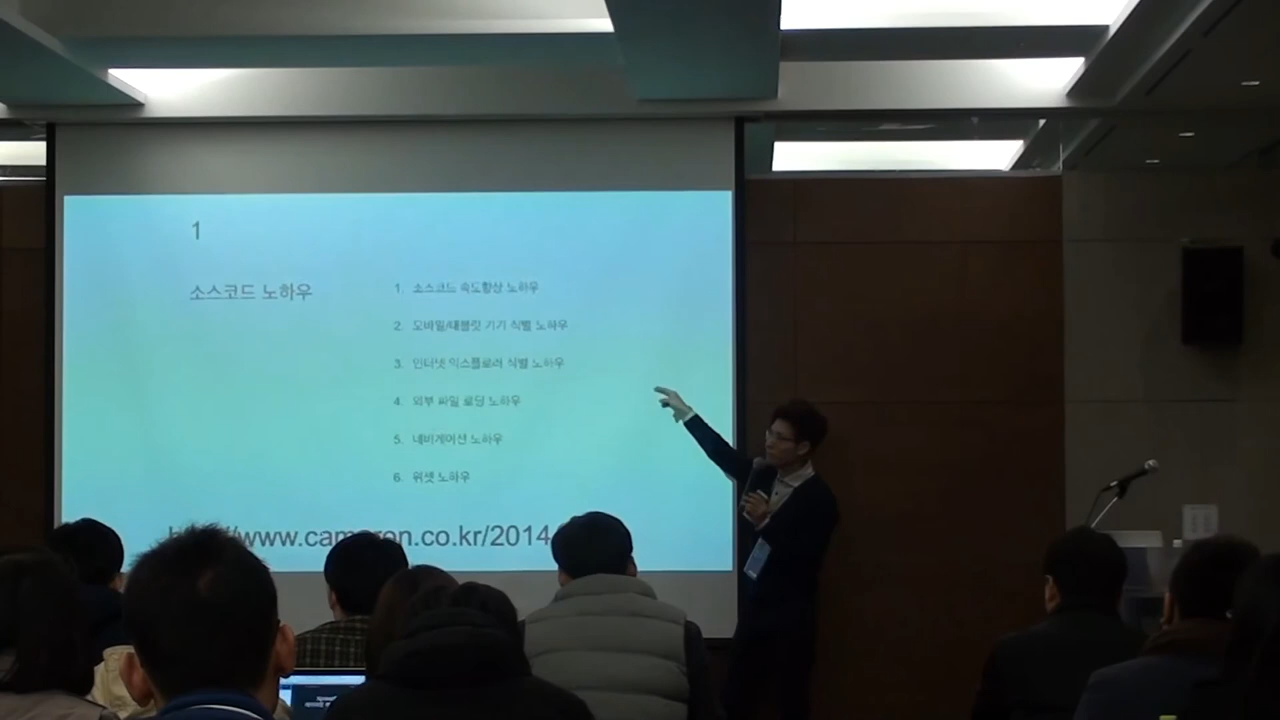 1
소스코드 노하우
1. 소스코드 속도향상 노하우
2. 모바일/태블릿 기기 식별 노하우
3. 인터넷 익스플로러 식별 노하우
4. 외부 파일 로딩 노하우
5. 네비게이션 노하우
6. 위젯 노하우
www.cameron.co.kr/2014